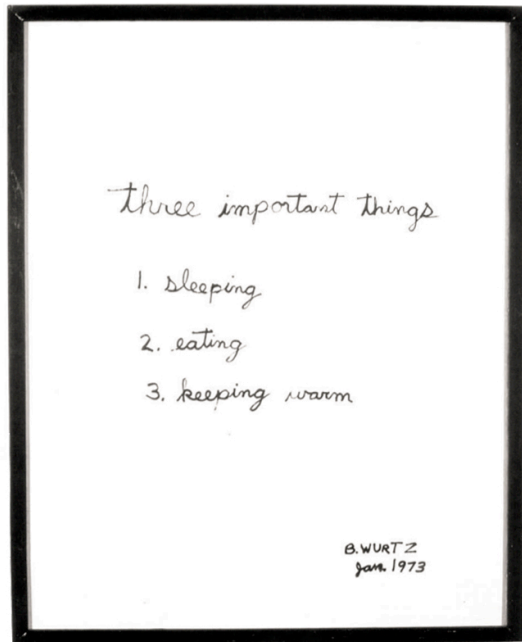 three important things
1. sleeping
2. eating
3. keeping warm
B. WURTZ
Jan. 1973